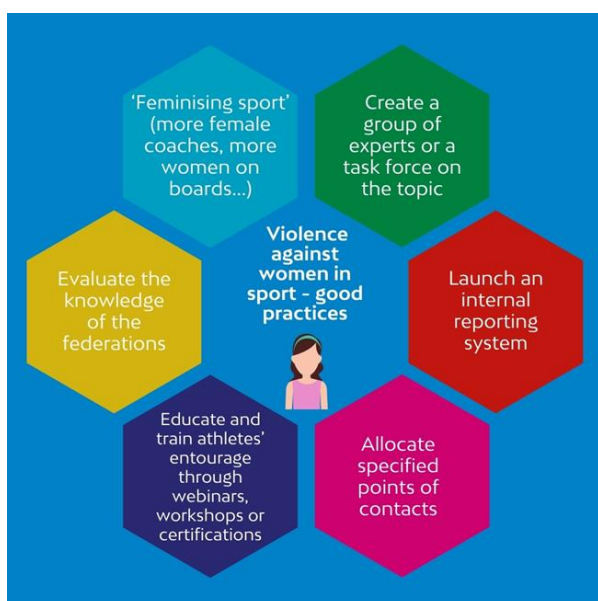 'Feminising sport'
(more female
coaches, more
women on
boards...)
Create a
group of
experts or a
task force on
the topic
Violence
against
women in
sport - good
practices
Evaluate the
knowledge
of the
federations
Launch an
internal
reporting
system
Educate and
train athletes'
entourage
through
webinars,
workshops or
certifications
Allocate
specified
points of
contacts